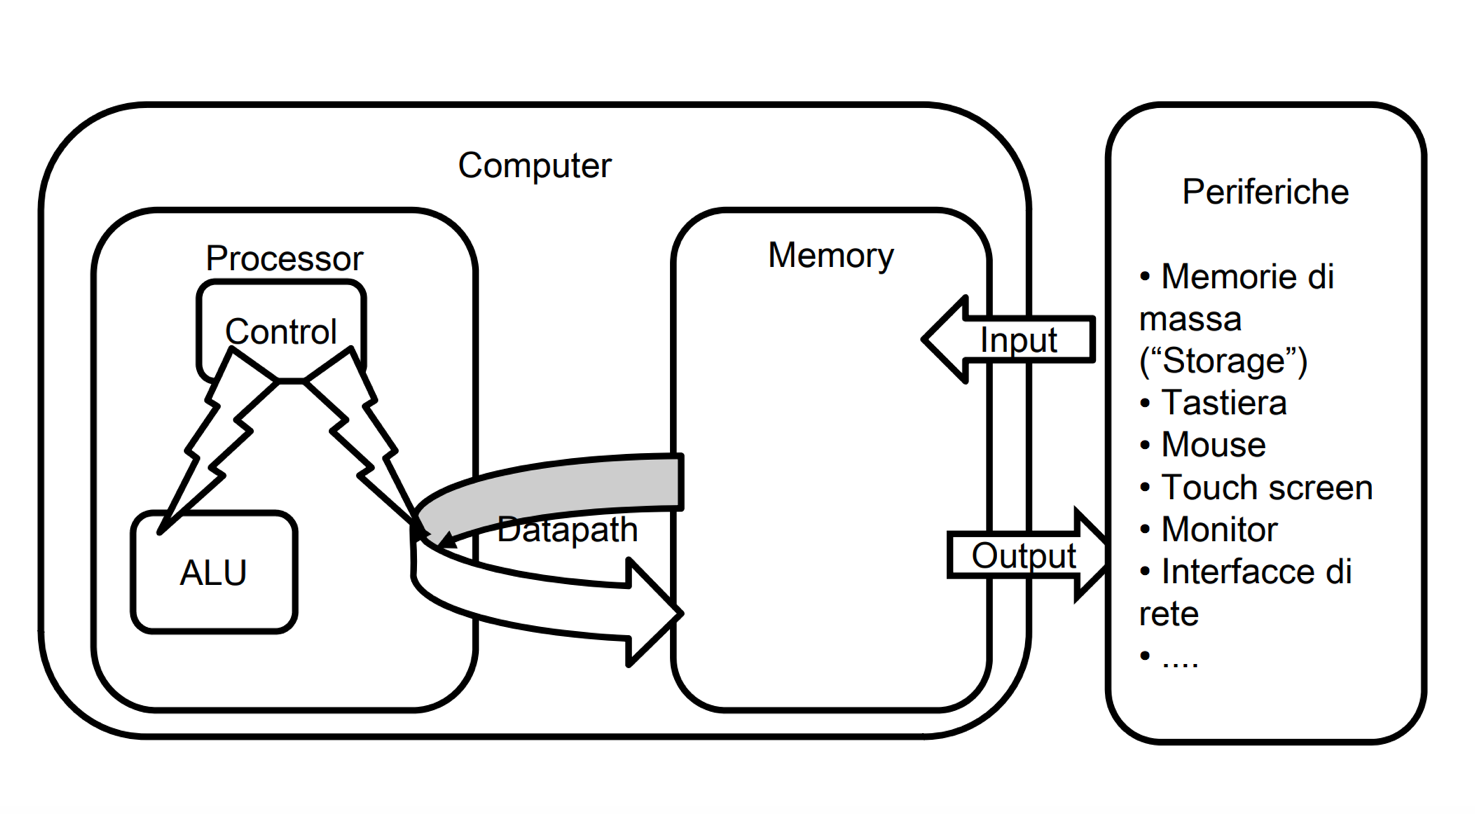 Computer
Processor
Control
ALU
Datapath
Memory
Input
Output
Periferiche
• Memorie di
massa
(“Storage”)
• Tastiera
• Mouse
• Touch screen
• Monitor
• Interfacce di
rete
• ....